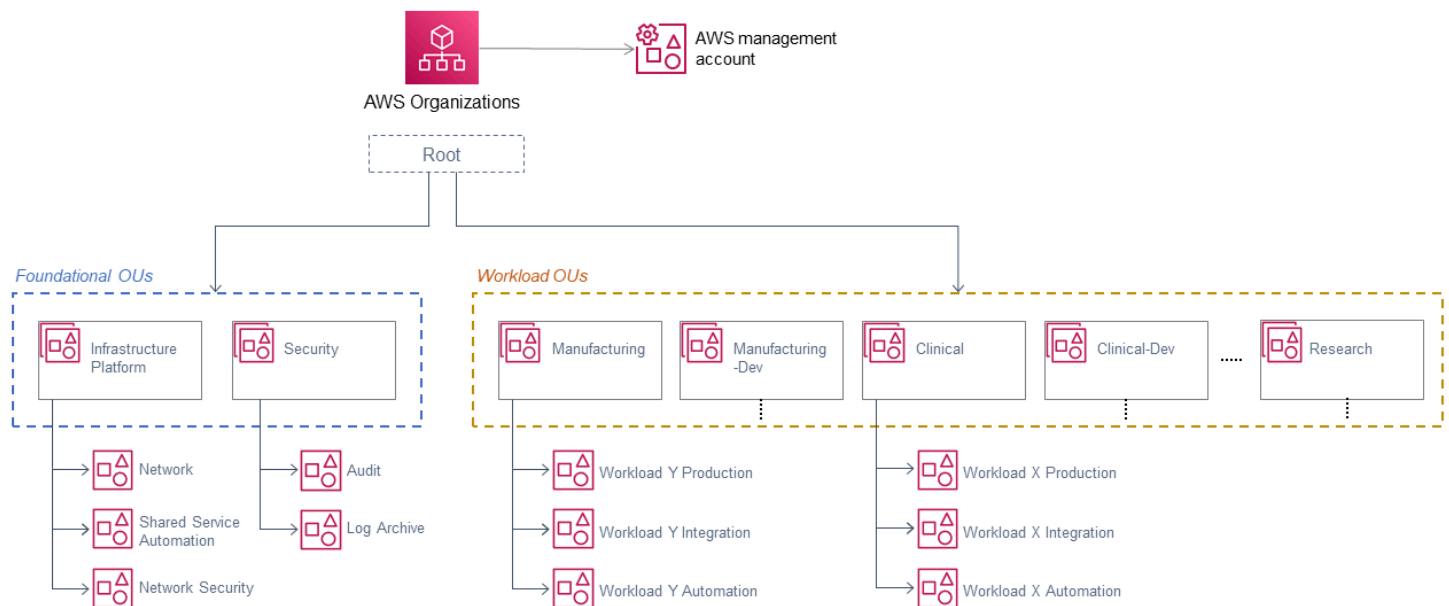 AWS management
account
AWS Organizations
Root
Foundational OUs
Workload OUs
Infrastructure
Platform
Security
Manufacturing
Manufacturing
-Dev
Clinical
Clinical-Dev
Research
Network
Shared Service
Automation
Network Security
Audit
Log Archive
Workload Y Production
Workload Y Integration
Workload Y Automation
Workload X Production
Workload X Integration
Workload X Automation